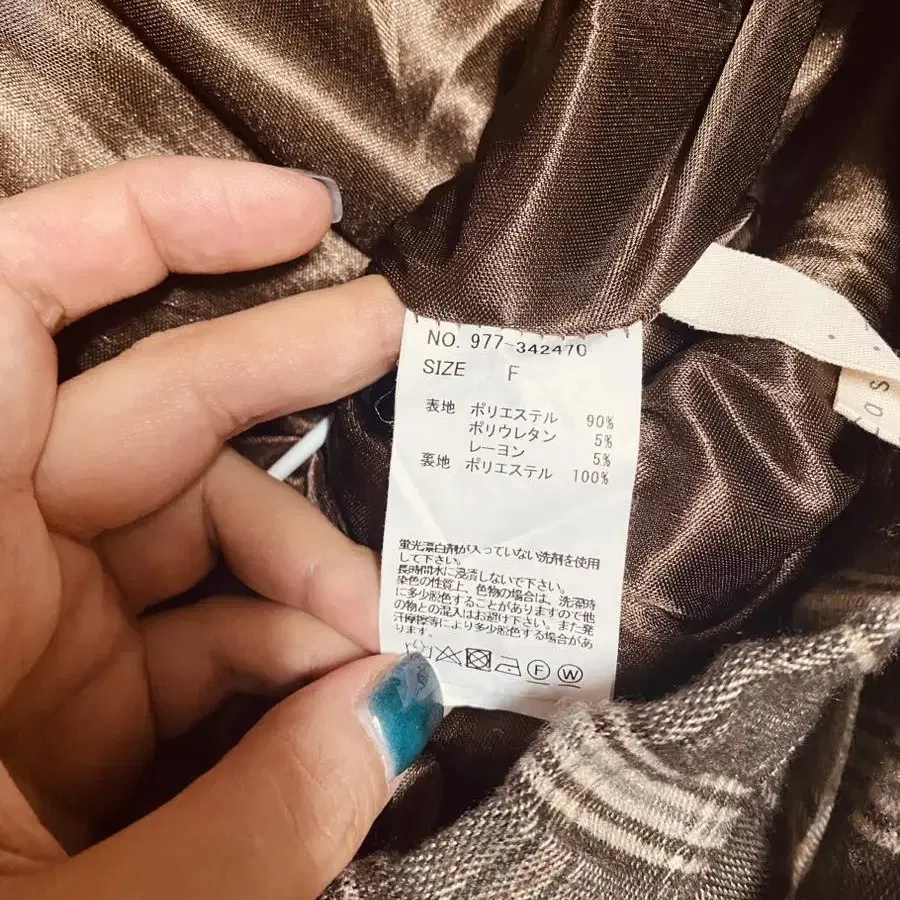 NO. 977-342470
SIZE F
表地 ポリエステル 90%
ポリウレタン 5%
レーヨン 5%
裏地 ポリエステル 100%
蛍光漂白剤が入っていない洗剤を使用
して下さい。
長時間水に浸漬しないで下さい。
染色の性質上、色物の場合は、洗濯時
に多少脱色することがありますので他
の物との混入はお避け下さい。また発
汗摩擦等により多少脱色する場合があ
ります。
F W